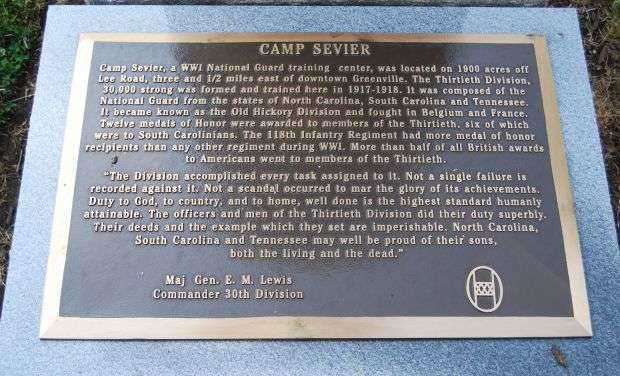 CAMP SEVIER
Camp Sevier, a WW1 National Guard training center, was located on 1900 acres off
Lee Road, three and 1/2 miles east of downtown Greenville. The Thirtieth Division,
30,000 strong was formed and trained here in 1917-1918. It was composed of the
National Guard from the states of North Carolina, South Carolina and Tennessee.
It became known as the Old Hickory Division and fought in Belgium and France.
Twelve medals of Honor were awarded to members of the Thirtieth, six of which
were to South Carolinians. The 118th Infantry Regiment had more medal of honor
recipients than any other regiment during WW1. More than half of all British awards
to Americans went to members of the Thirtieth.
"The Division accomplished every task assigned to it. Not a single failure is
recorded against it. Not a scandal occurred to mar the glory of its achievements.
Duty to God, to country, and to home, well done is the highest standard humanly
attainable. The officers and men of the Thirtieth Division did their duty superbly.
Their deeds and the example which they set are imperishable. North Carolina,
South Carolina and Tennessee may well be proud of their sons,
both the living and the dead."
Maj Gen. E. M. Lewis
Commander 30th Division